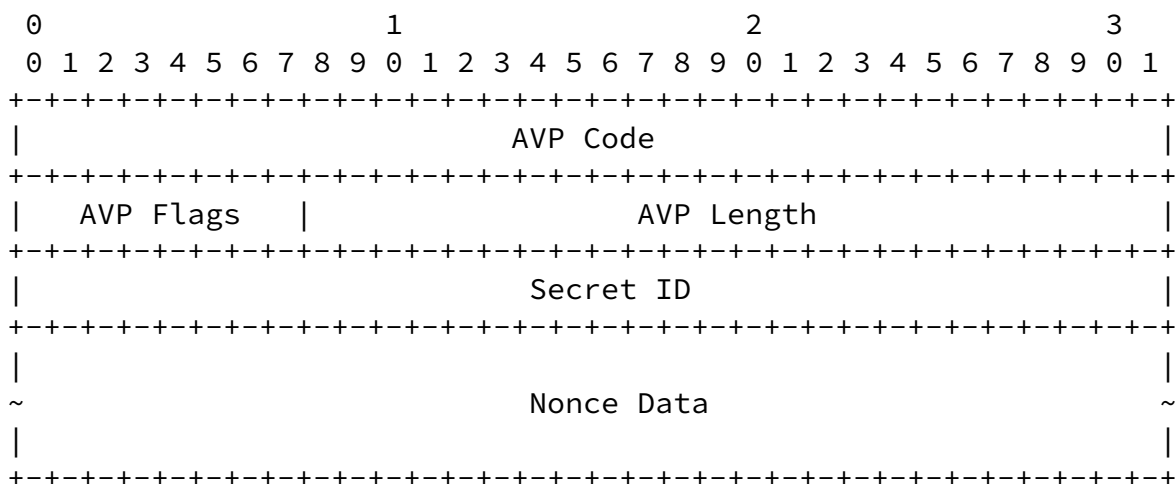 0                   1                   2                   3
 0 1 2 3 4 5 6 7 8 9 0 1 2 3 4 5 6 7 8 9 0 1 2 3 4 5 6 7 8 9 0 1
+-+-+-+-+-+-+-+-+-+-+-+-+-+-+-+-+-+-+-+-+-+-+-+-+-+-+-+-+-+-+-+-+
|                           AVP Code                            |
+-+-+-+-+-+-+-+-+-+-+-+-+-+-+-+-+-+-+-+-+-+-+-+-+-+-+-+-+-+-+-+-+
|   AVP Flags   |                  AVP Length                   |
+-+-+-+-+-+-+-+-+-+-+-+-+-+-+-+-+-+-+-+-+-+-+-+-+-+-+-+-+-+-+-+-+
|                            Secret ID                          |
+-+-+-+-+-+-+-+-+-+-+-+-+-+-+-+-+-+-+-+-+-+-+-+-+-+-+-+-+-+-+-+-+
|                                                               |
~                            Nonce Data                         ~
|                                                               |
+-+-+-+-+-+-+-+-+-+-+-+-+-+-+-+-+-+-+-+-+-+-+-+-+-+-+-+-+-+-+-+-+